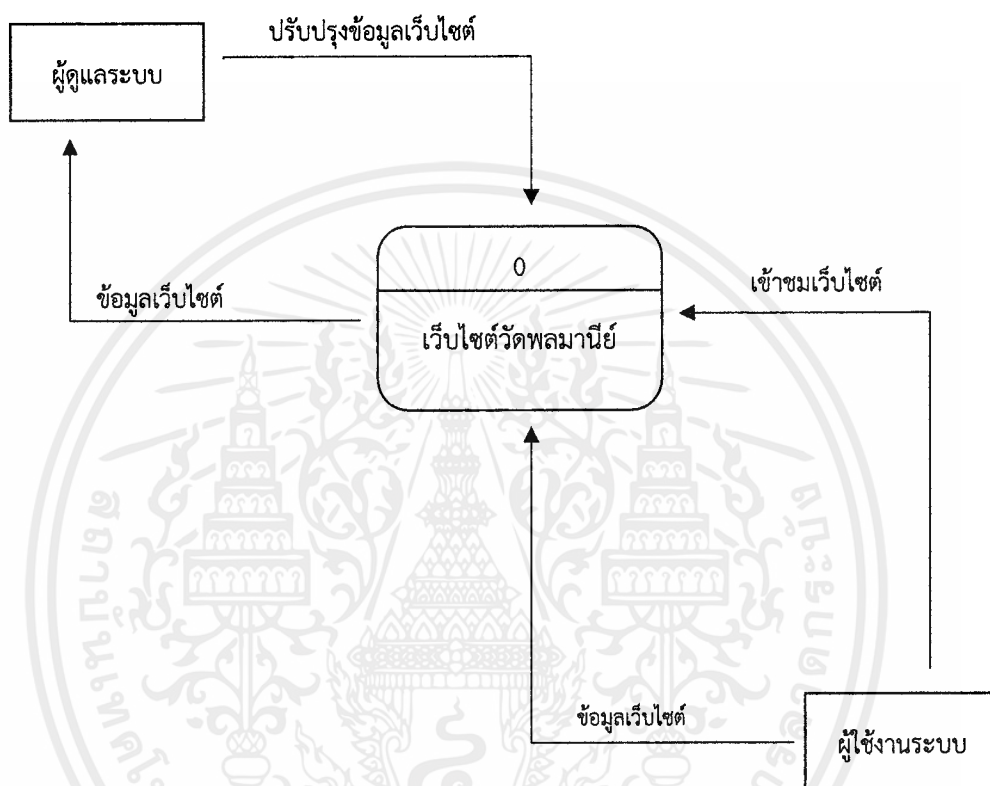 ปรับปรุงข้อมูลเว็บไซต์
ผู้ดูแลระบบ
0
เว็บไซต์วัดพลมานีย์
ข้อมูลเว็บไซต์
เข้าชมเว็บไซต์
ข้อมูลเว็บไซต์
ผู้ใช้งานระบบ